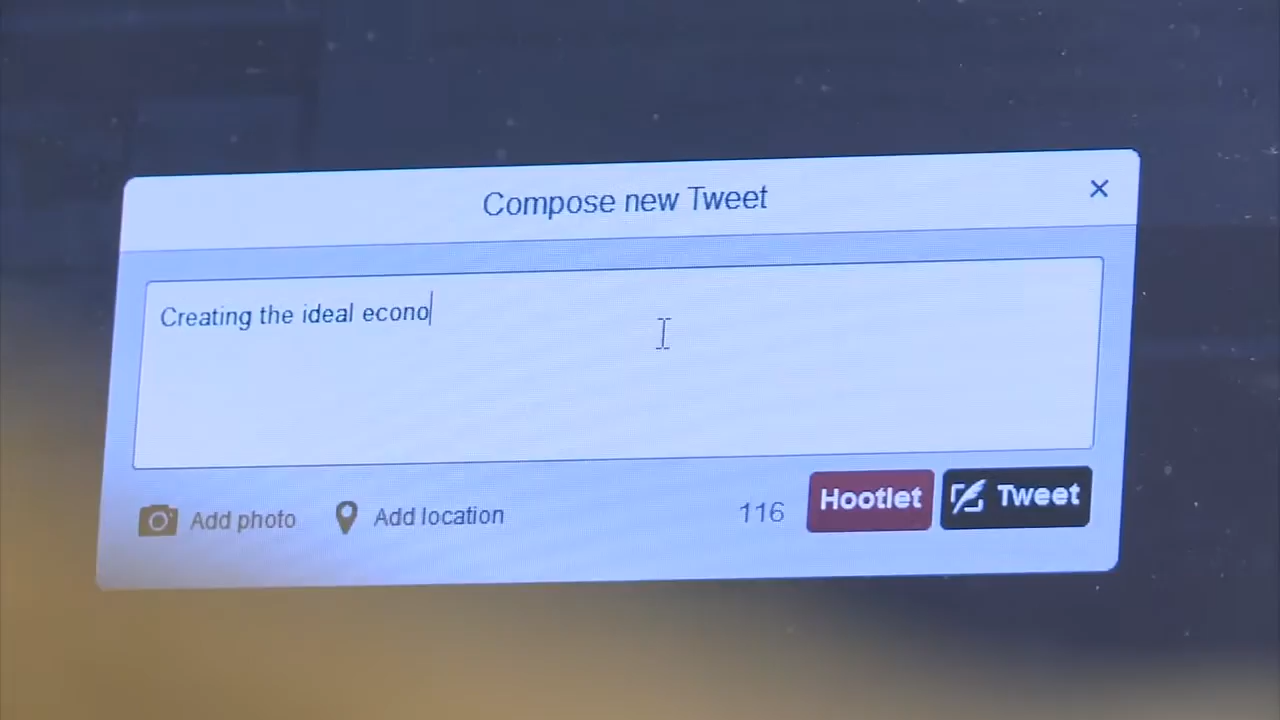 Compose new Tweet
Creating the ideal econo
Add photo
Add location
116
Hootlet
Tweet